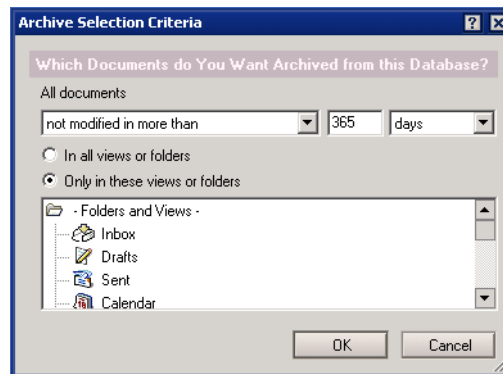 Archive Selection Criteria
Which Documents do You Want Archived from this Database?
All documents
not modified in more than 365 days
In all views or folders
Only in these views or folders
- Folders and Views -
Inbox
Drafts
Sent
Calendar
OK Cancel